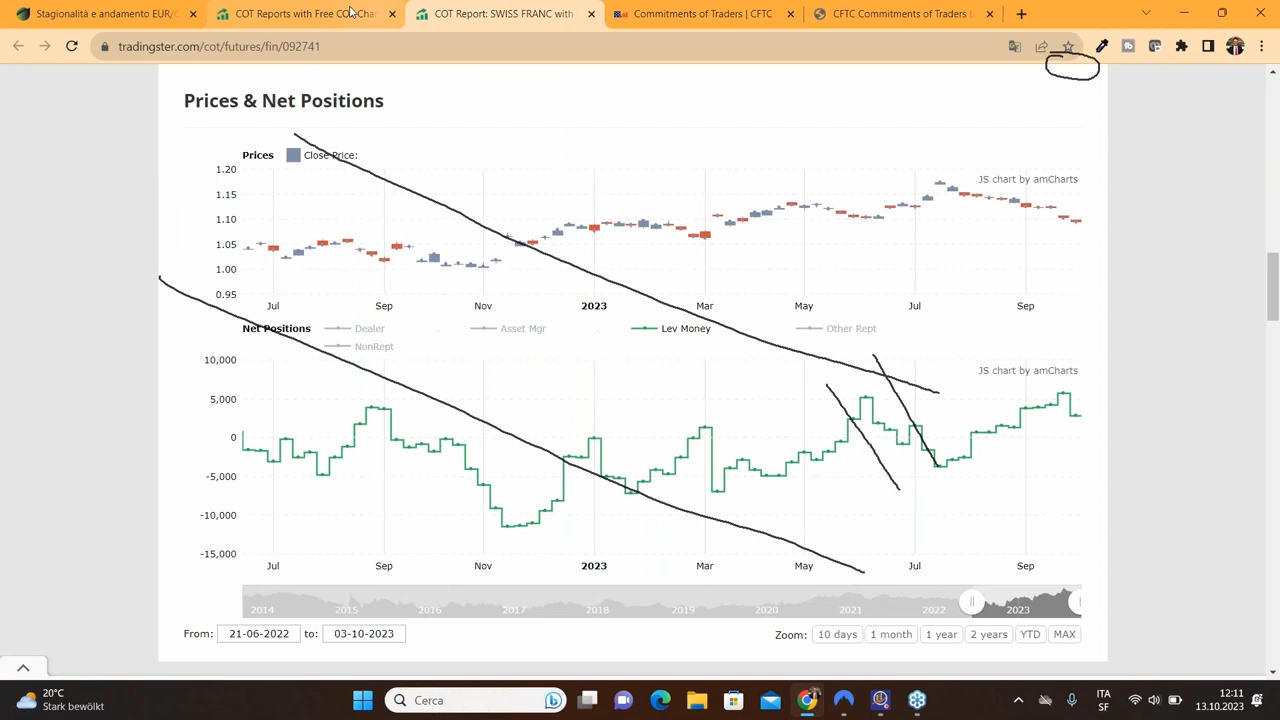 Stagionalità e andamento EUR/C
COT Reports with Free COT Char
COT Report: SWISS FRANC with
Commitments of Traders | CFTC
CFTC Commitments of Traders L
tradingster.com/cot/futures/fin/092741
Prices & Net Positions
Prices Close Price:
JS chart by amCharts
1.20
1.15
1.10
1.05
1.00
0.95
Jul Sep Nov 2023 Mar May Jul Sep
Net Positions Dealer Asset Mgr Lev Money Other Rept
NonRept
JS chart by amCharts
10,000
5,000
0
-5,000
-10,000
-15,000
Jul Sep Nov 2023 Mar May Jul Sep
2014 2015 2016 2017 2018 2019 2020 2021 2022 2023
From: 21-06-2022 to: 03-10-2023 Zoom: 10 days 1 month 1 year 2 years YTD MAX
20°C
Stark bewölkt
Cerca
ITA
SF
12:11
13.10.2023